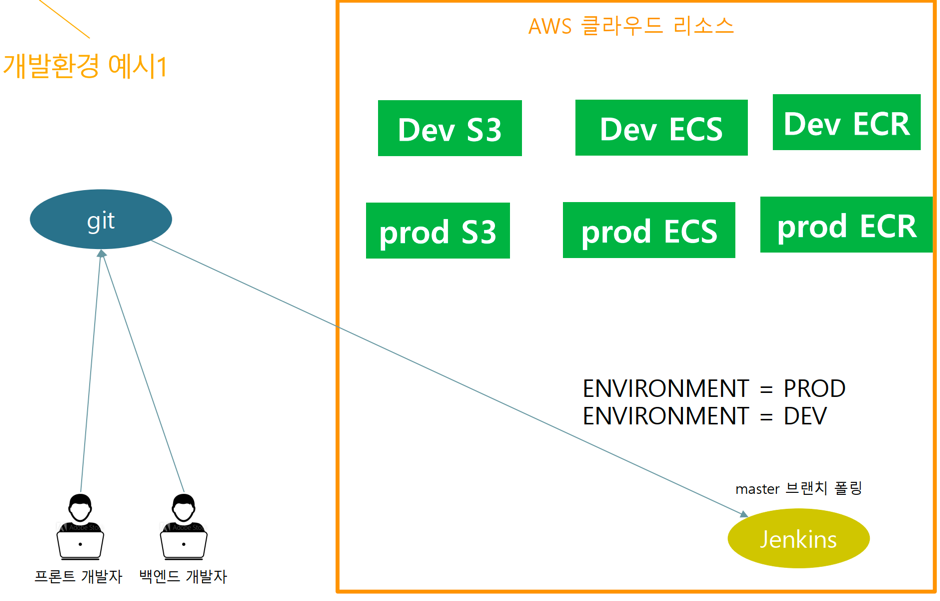 AWS 클라우드 리소스
개발환경 예시1
Dev S3
Dev ECS
Dev ECR
git
prod S3
prod ECS
prod ECR
ENVIRONMENT = PROD
ENVIRONMENT = DEV
master 브랜치 폴링
Jenkins
프론트 개발자
백엔드 개발자